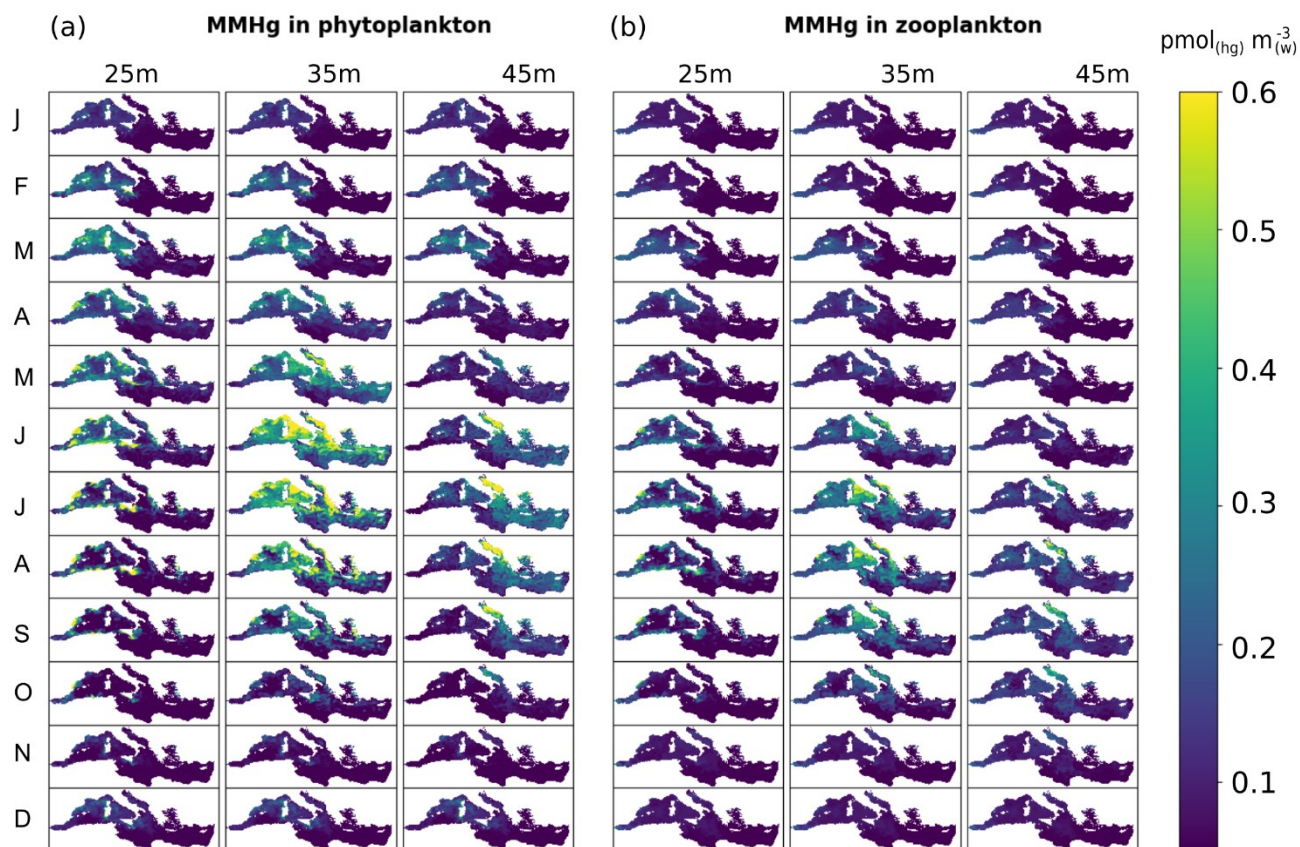 (a) MMHg in phytoplankton (b) MMHg in zooplankton
pmol(hg) m-3(w)
25m 35m 45m 25m 35m 45m
J
F
M
A
M
J
J
A
S
O
N
D
0.6
0.5
0.4
0.3
0.2
0.1